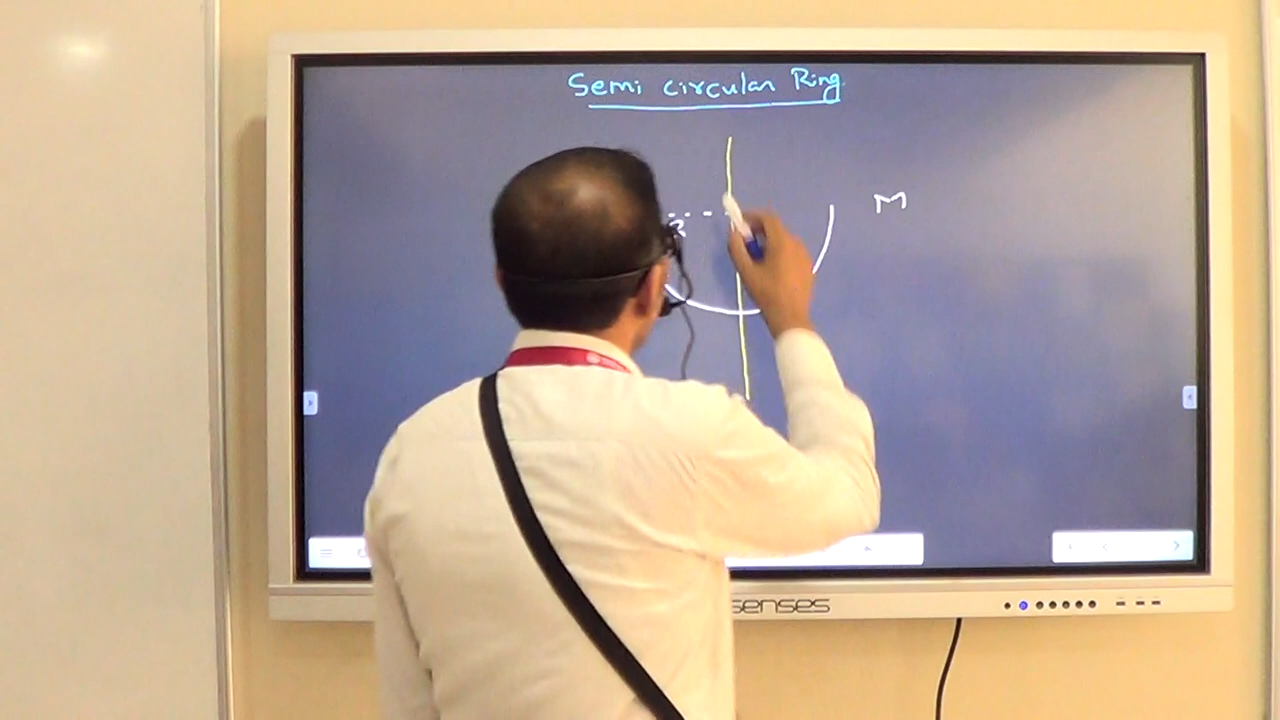 Semi circular Ring
M
R
senses